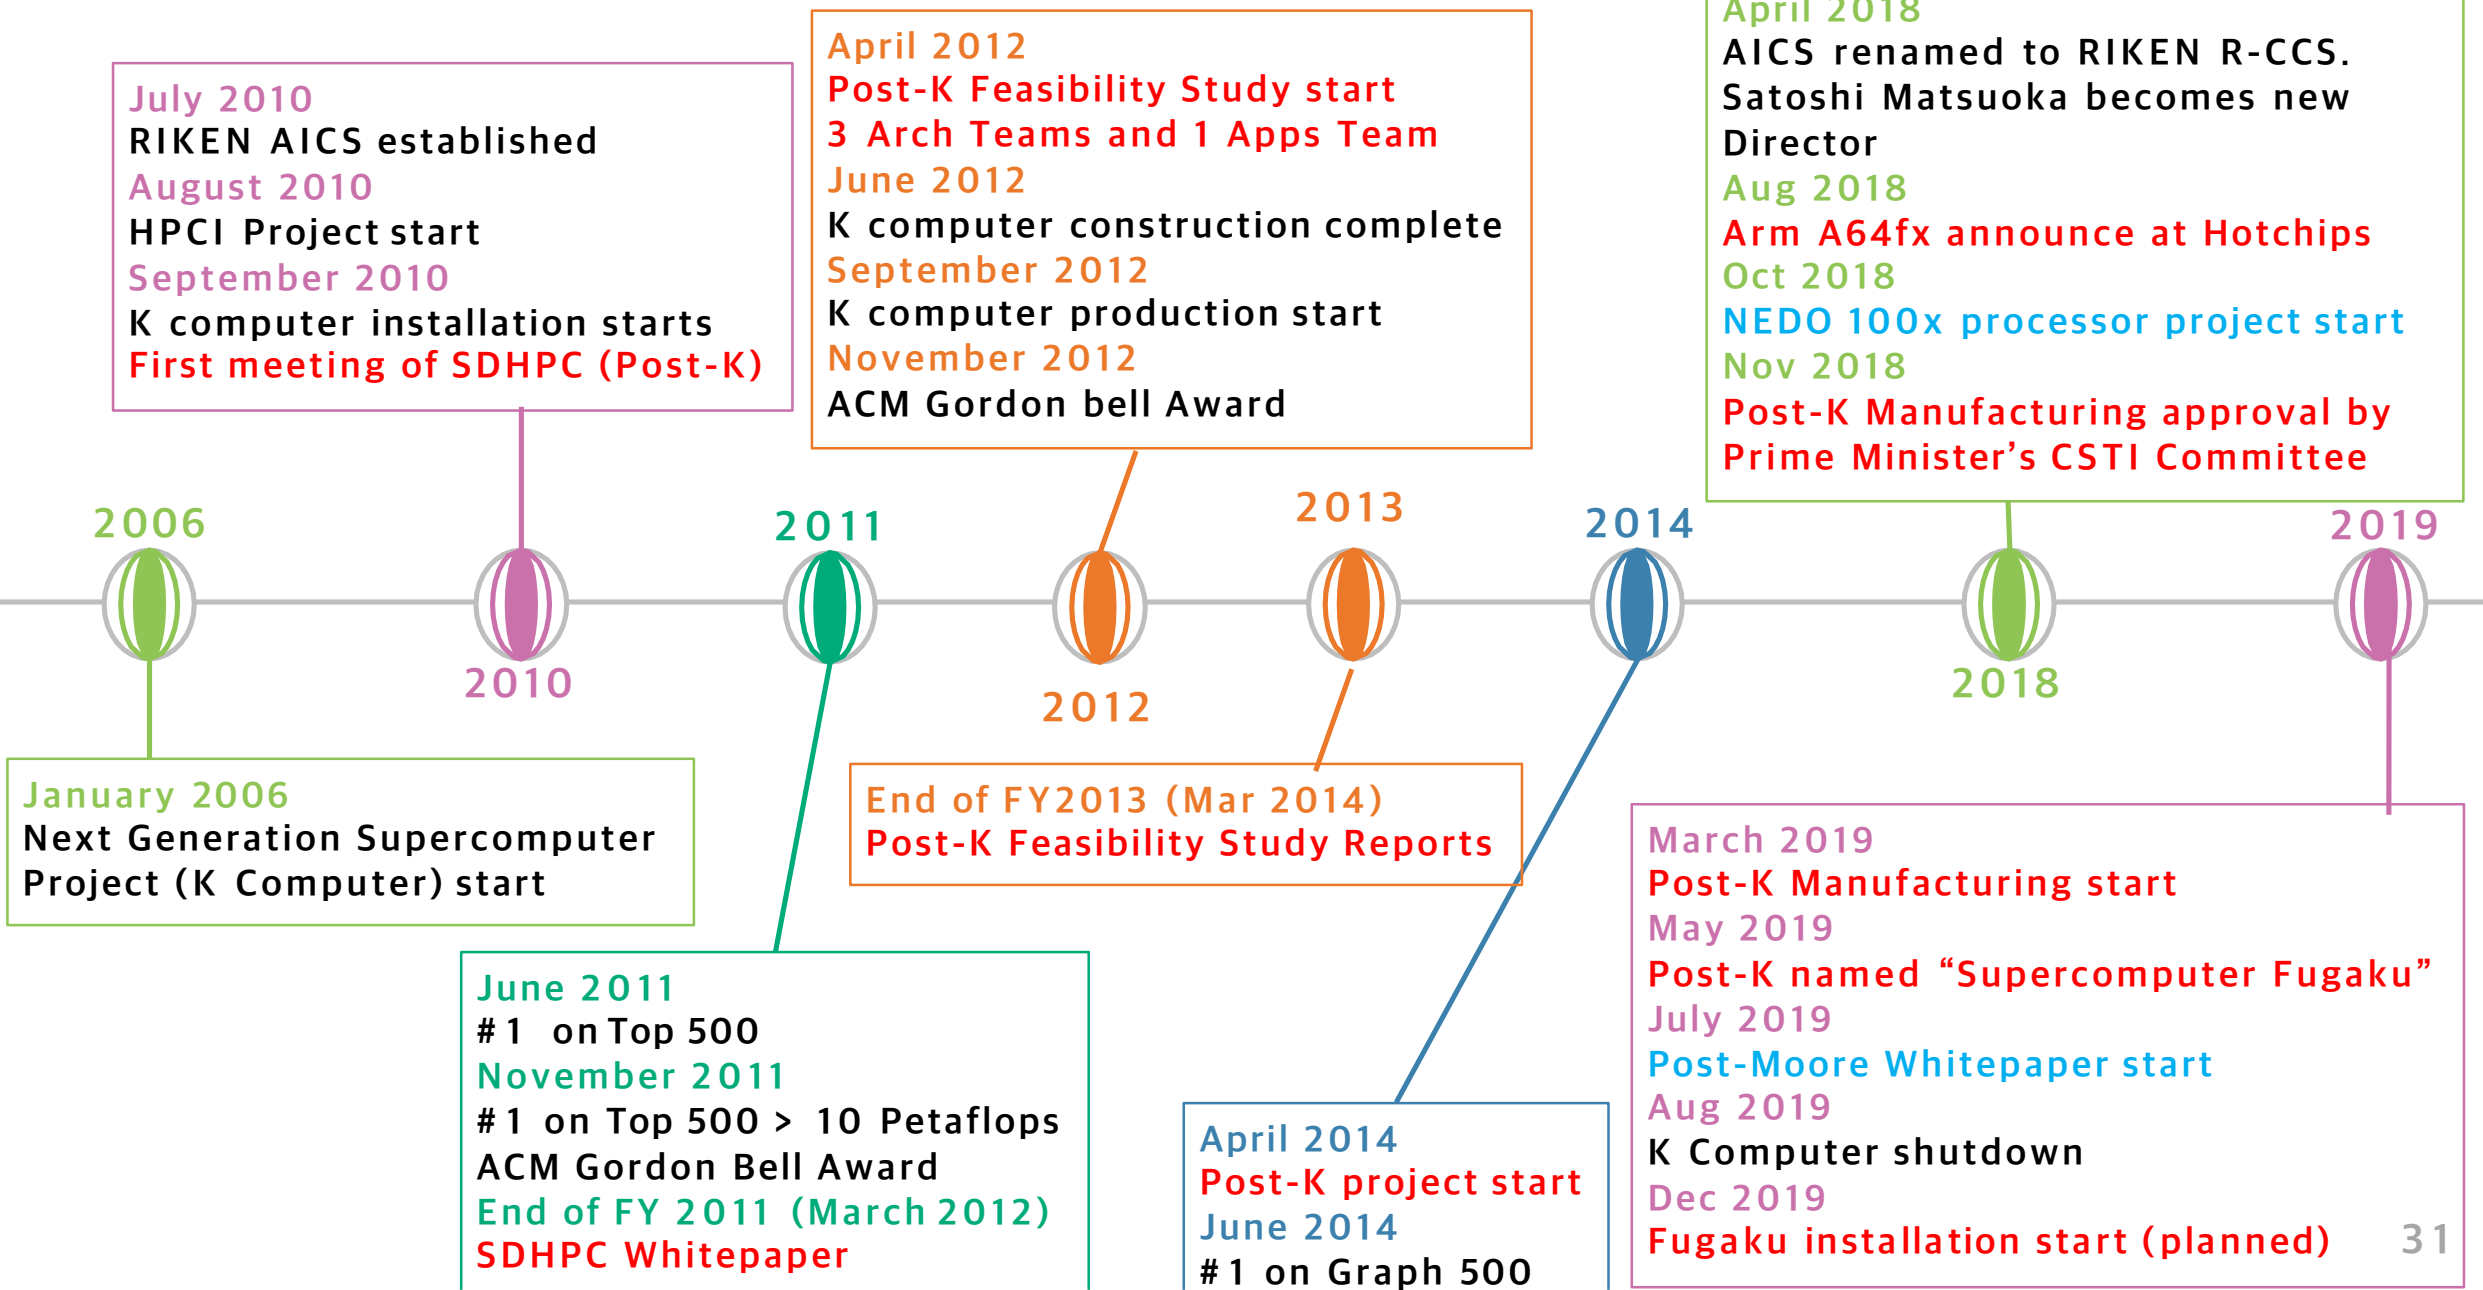 July 2010
RIKEN AICS established
August 2010
HPCI Project start
September 2010
K computer installation starts
First meeting of SDHPC (Post-K)
April 2012
Post-K Feasibility Study start
3 Arch Teams and 1 Apps Team
June 2012
K computer construction complete
September 2012
K computer production start
November 2012
ACM Gordon bell Award
April 2018
AICS renamed to RIKEN R-CCS.
Satoshi Matsuoka becomes new
Director
Aug 2018
Arm A64fx announce at Hotchips
Oct 2018
NEDO 100x processor project start
Nov 2018
Post-K Manufacturing approval by
Prime Minister’s CSTI Committee
2006
2010
2011
2012
2013
2014
2018
2019
January 2006
Next Generation Supercomputer
Project (K Computer) start
June 2011
#1 on Top 500
November 2011
#1 on Top 500 > 10 Petaflops
ACM Gordon Bell Award
End of FY 2011 (March 2012)
SDHPC Whitepaper
End of FY2013 (Mar 2014)
Post-K Feasibility Study Reports
April 2014
Post-K project start
June 2014
#1 on Graph 500
March 2019
Post-K Manufacturing start
May 2019
Post-K named “Supercomputer Fugaku”
July 2019
Post-Moore Whitepaper start
Aug 2019
K Computer shutdown
Dec 2019
Fugaku installation start (planned)
31